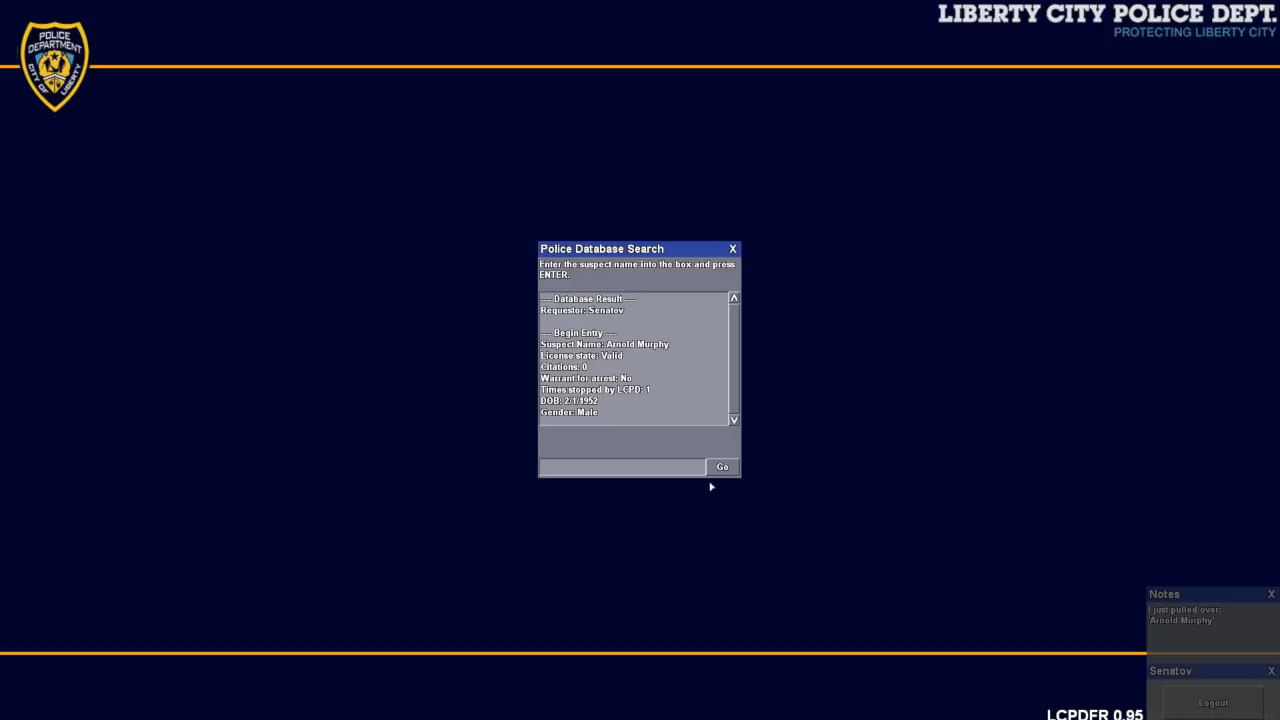 LIBERTY CITY POLICE DEPT.
PROTECTING LIBERTY CITY
POLICE
DEPARTMENT
CITY OF LIBERTY
Police Database Search X
Enter the suspect name into the box and press
ENTER.
---- Database Result ----
Requestor: Senatov
---- Begin Entry ----
Suspect Name: Arnold Murphy
License state: Valid
Citations: 0
Warrant for arrest: No
Times stopped by LCPD: 1
DOB: 2/1/1952
Gender: Male
Go
Notes X
I just pulled over:
'Arnold Murphy'
Senatov X
Logout
LCPDFR 0.95